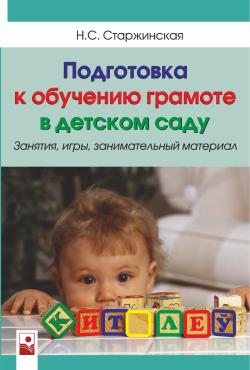 Н.С. Старжинская
Подготовка
к обучению грамоте
в детском саду
Занятия, игры, занимательный материал
К И Т О Л Е У